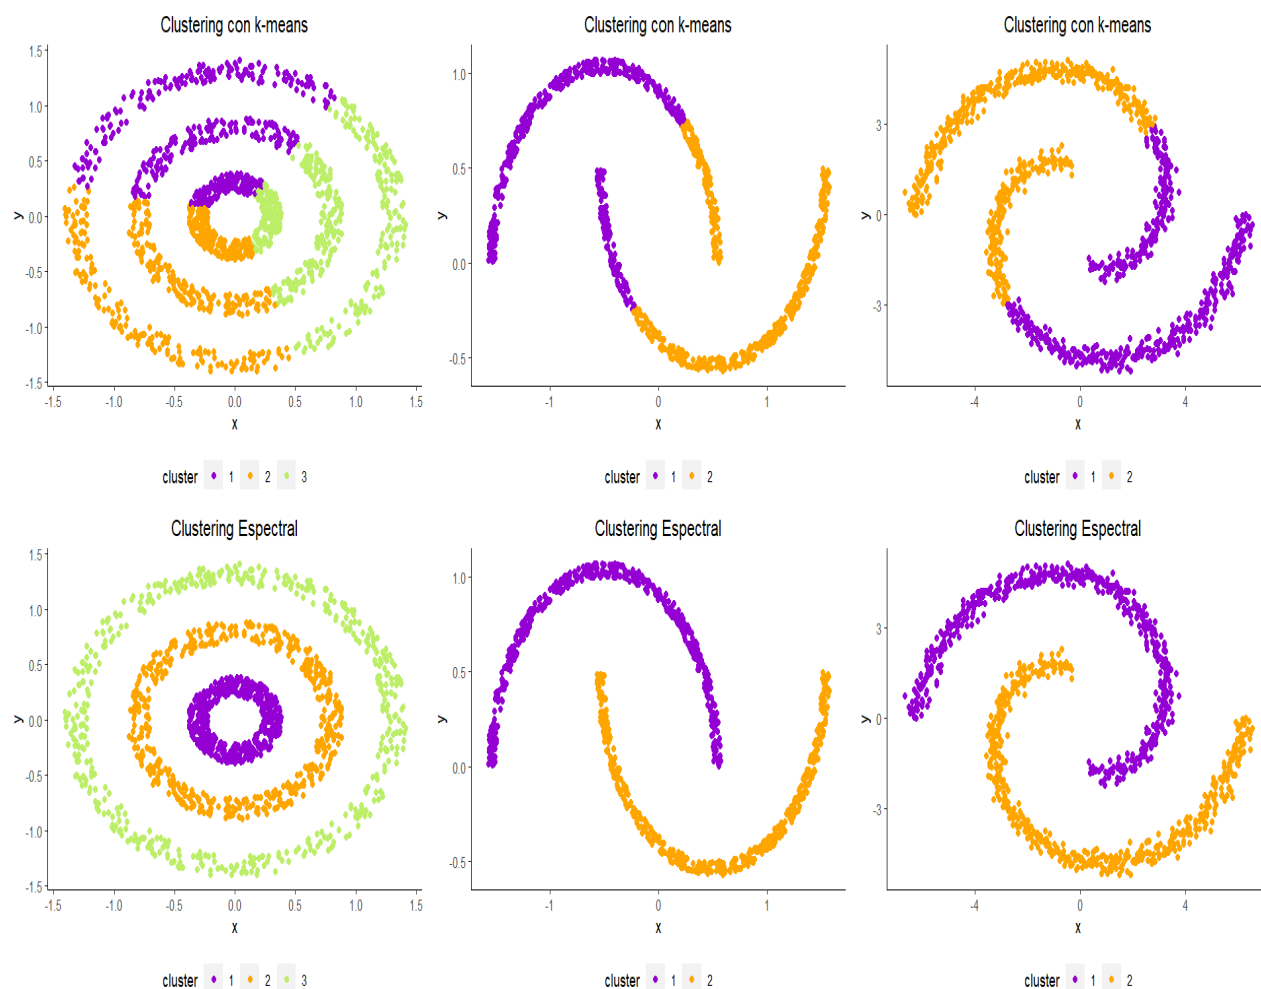 Clustering con k-means
Clustering con k-means
Clustering con k-means
1.5
1.0
0.5
0.0
-0.5
-1.0
-1.5
y
-1.5 -1.0 -0.5 0.0 0.5 1.0 1.5
x
cluster 1 2 3
1.0
0.5
0.0
-0.5
y
-1 0 1
x
cluster 1 2
3
0
-3
y
-4 0 4
x
cluster 1 2
Clustering Espectral
Clustering Espectral
Clustering Espectral
1.5
1.0
0.5
0.0
-0.5
-1.0
-1.5
y
-1.5 -1.0 -0.5 0.0 0.5 1.0 1.5
x
cluster 1 2 3
1.0
0.5
0.0
-0.5
y
-1 0 1
x
cluster 1 2
3
0
-3
y
-4 0 4
x
cluster 1 2